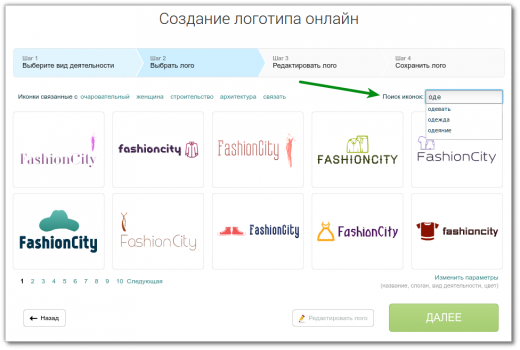 Создание логотипа онлайн
Шаг 1
Выберите вид деятельности
Шаг 2
Выбрать лого
Шаг 3
Редактировать лого
Шаг 4
Сохранить лого
Иконки связанные с очаровательный женщина строительство архитектура связать
Поиск иконок: оде
одевать
одежда
одеяние
FashionCity
fashioncity
FashionCity
FASHIONCITY
FashionCity
FashionCity
FashionCity
FashionCity
FashionCity
fashioncity
1 2 3 4 5 6 7 8 9 10 Следующая
Изменить параметры
(название, слоган, вид деятельности, цвет)
Назад
Редактировать лого
ДАЛЕЕ